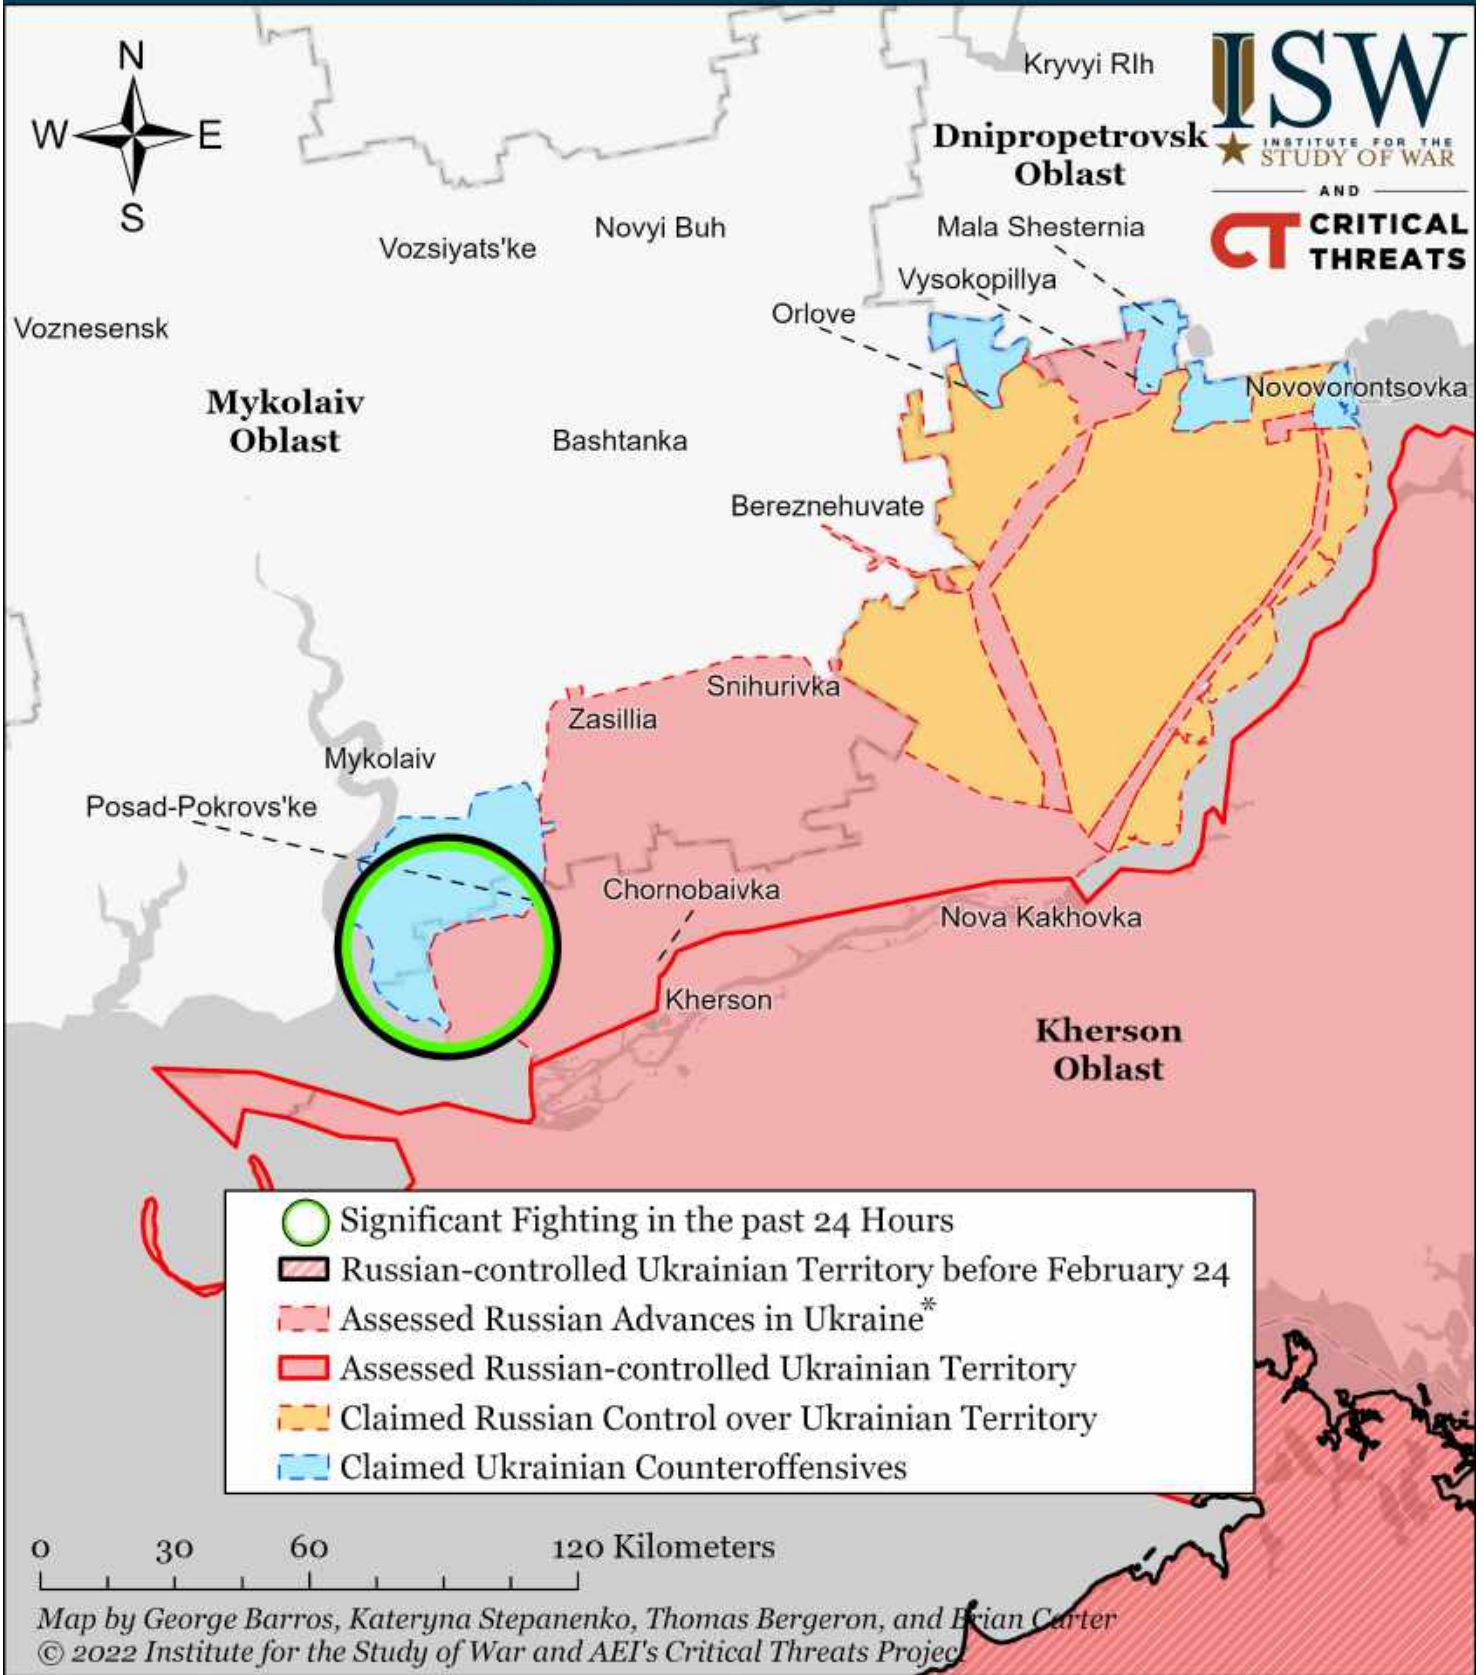 N
W E
S
Kryvyi RIh
ISW
INSTITUTE FOR THE
STUDY OF WAR
AND
CT CRITICAL
THREATS
Dnipropetrovsk
Oblast
Mala Shesternia
Novyi Buh
Vozsiyats'ke
Vysokopillya
Orlove
Voznesensk
Novovorontsovka
Mykolaiv
Oblast
Bashtanka
Bereznehuvate
Snihurivka
Zasillia
Mykolaiv
Posad-Pokrovs'ke
Chornobaivka
Nova Kakhovka
Kherson
Kherson
Oblast
Significant Fighting in the past 24 Hours
Russian-controlled Ukrainian Territory before February 24
Assessed Russian Advances in Ukraine*
Assessed Russian-controlled Ukrainian Territory
Claimed Russian Control over Ukrainian Territory
Claimed Ukrainian Counteroffensives
0 30 60 120 Kilometers
Map by George Barros, Kateryna Stepanenko, Thomas Bergeron, and Brian Carter
© 2022 Institute for the Study of War and AEI's Critical Threats Project